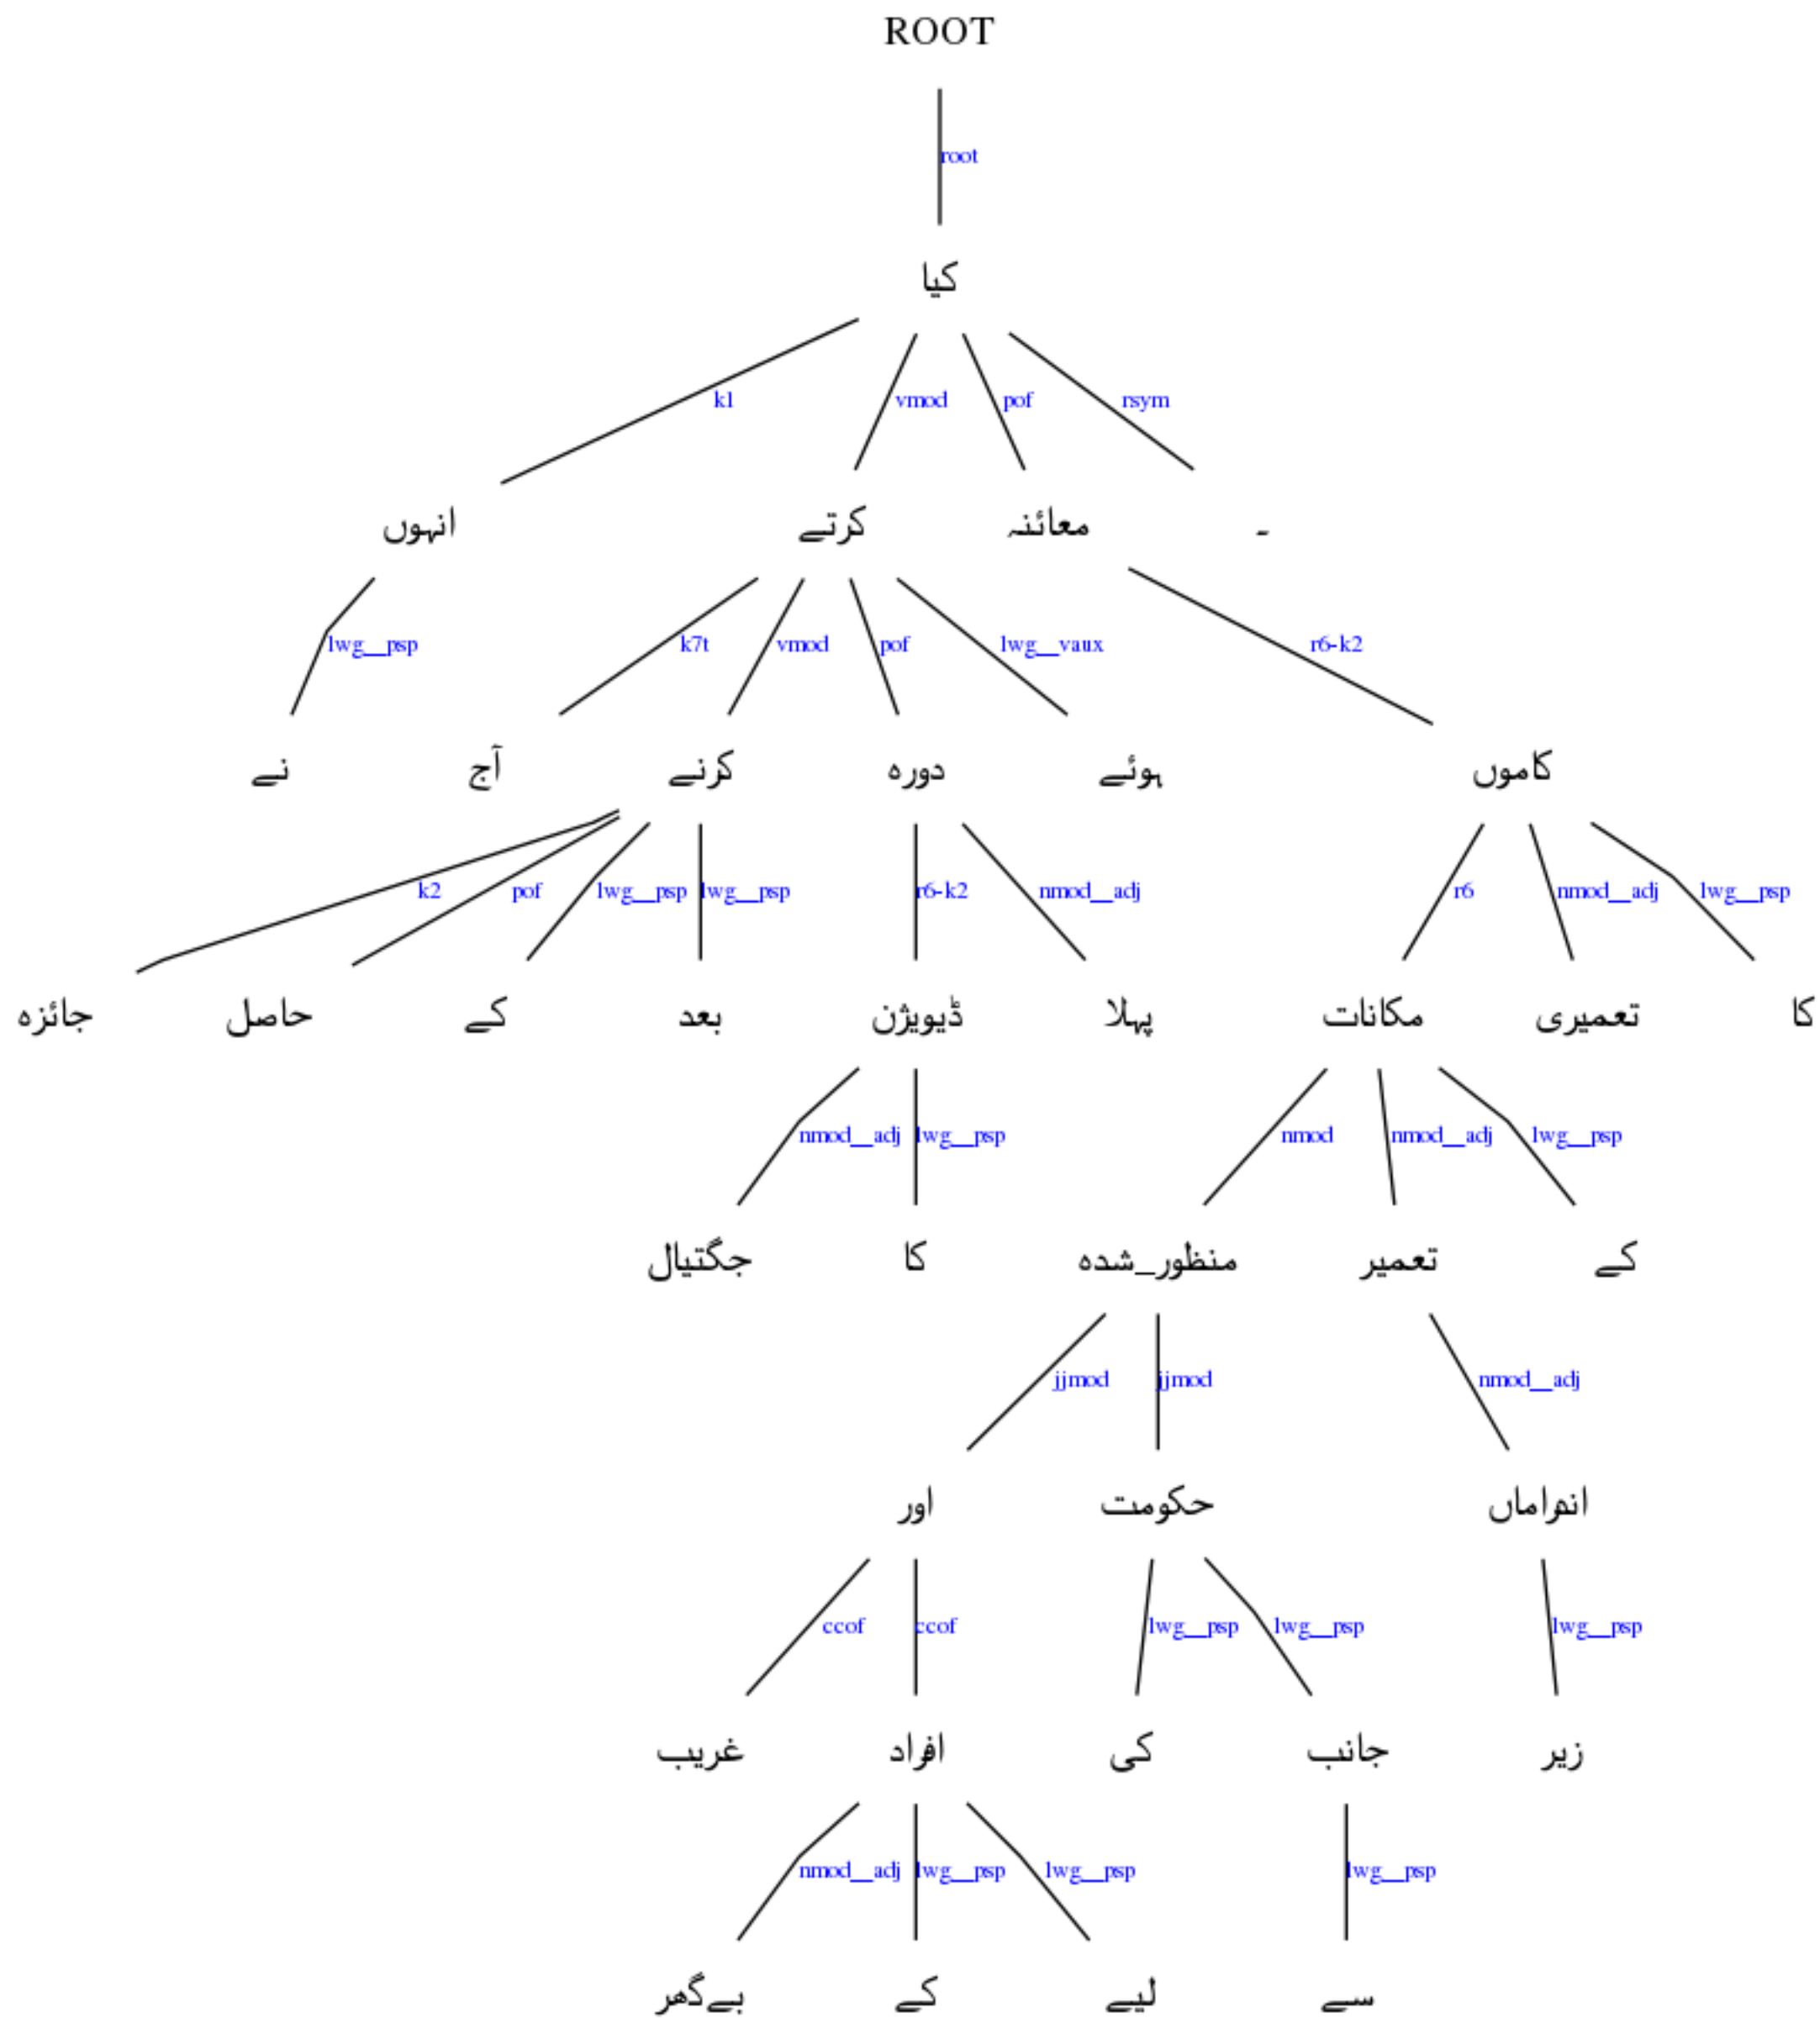 ROOT
root
کیا
k1 vmod pof rsym
انہوں کرتے معائنہ ۔
lwg__psp k7t vmod pof lwg__vaux r6-k2
نے آج کرنے دورہ ہوئے کاموں
k2 pof lwg__psp lwg__psp r6-k2 nmod__adj r6 nmod__adj lwg__psp
جائزہ حاصل کے بعد ڈیویژن پہلا مکانات تعمیری کا
nmod__adj lwg__psp nmod nmod__adj lwg__psp
جگتیال کا منظور_شدہ تعمیر کے
jjmod jjmod nmod__adj
اور حکومت
ccof ccof lwg__psp lwg__psp lwg__psp
غریب افراد کی جانب زیر
nmod__adj lwg__psp lwg__psp lwg__psp
بےگھر کے لیے سے